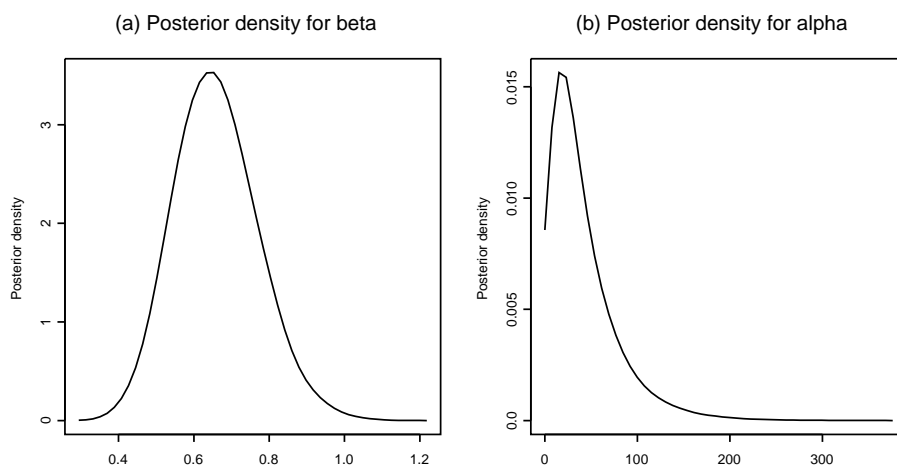 (a) Posterior density for beta
Posterior density
3
2
1
0
0.4 0.6 0.8 1.0 1.2
(b) Posterior density for alpha
Posterior density
0.015
0.010
0.005
0.0
0 100 200 300